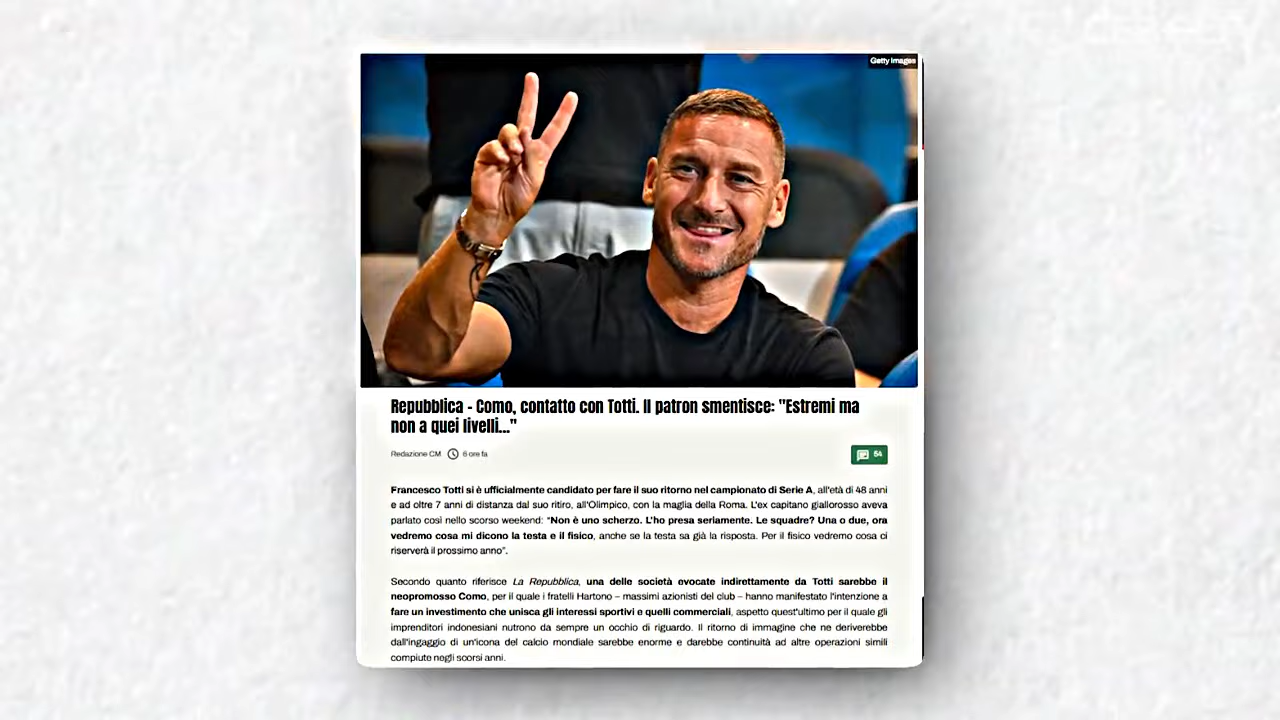 Getty Images
Repubblica - Como, contatto con Totti. Il patron smentisce: "Estremi ma
non a quei livelli..."
Redazione CM 6 ore fa 54
Francesco Totti si è ufficialmente candidato per fare il suo ritorno nel campionato di Serie A, all'età di 48 anni
e ad oltre 7 anni di distanza dal suo ritiro, all'Olimpico, con la maglia della Roma. L'ex capitano giallorosso aveva
parlato così nello scorso weekend: "Non è uno scherzo. L'ho presa seriamente. Le squadre? Una o due, ora
vedremo cosa mi dicono la testa e il fisico, anche se la testa sa già la risposta. Per il fisico vedremo cosa ci
riserverà il prossimo anno".
Secondo quanto riferisce La Repubblica, una delle società evocate indirettamente da Totti sarebbe il
neopromosso Como, per il quale i fratelli Hartono – massimi azionisti del club – hanno manifestato l'intenzione a
fare un investimento che unisca gli interessi sportivi e quelli commerciali, aspetto quest'ultimo per il quale gli
imprenditori indonesiani nutrono da sempre un occhio di riguardo. Il ritorno di immagine che ne deriverebbe
dall'ingaggio di un'icona del calcio mondiale sarebbe enorme e darebbe continuità ad altre operazioni simili
compiute negli scorsi anni.